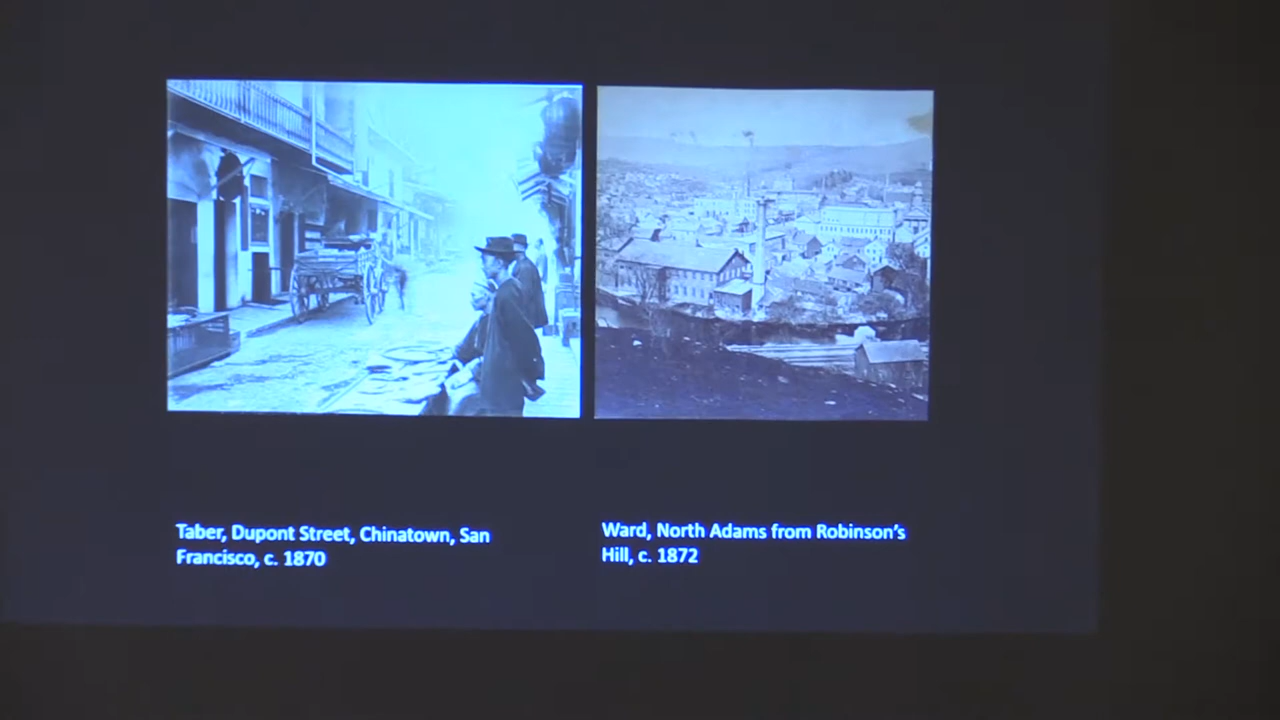 Taber, Dupont Street, Chinatown, San
Francisco, c. 1870
Ward, North Adams from Robinson’s
Hill, c. 1872